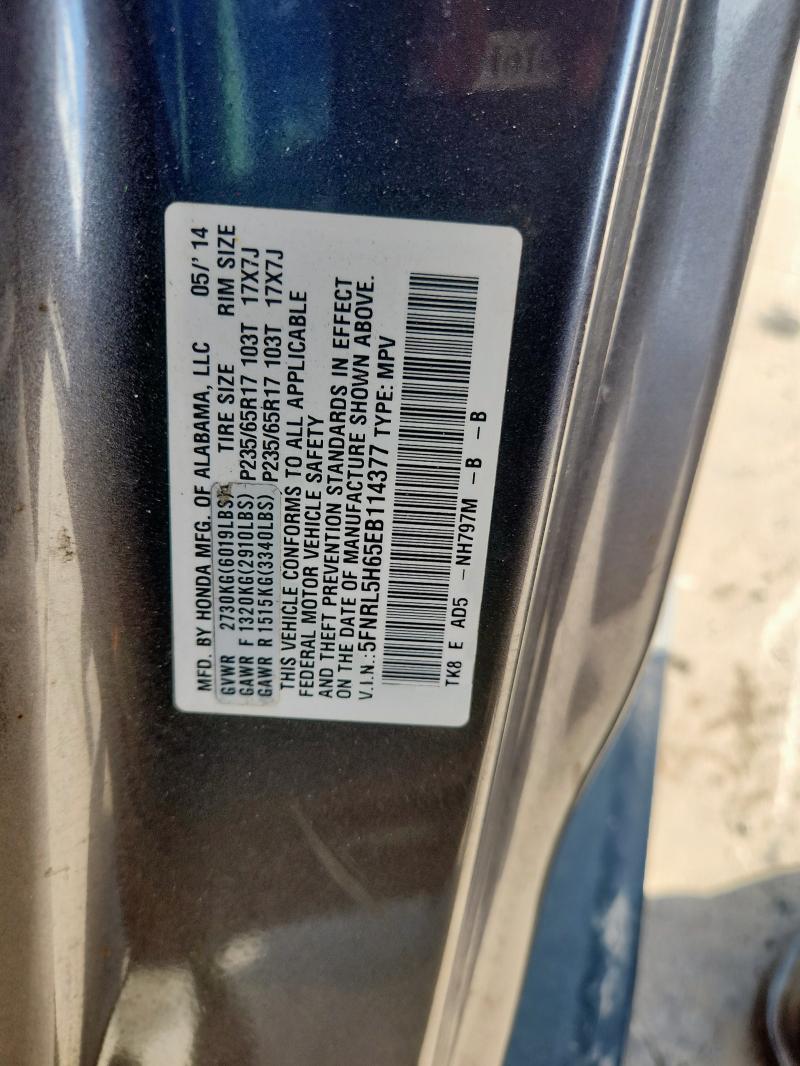 MFD. BY HONDA MFG. OF ALABAMA, LLC 05/' 14
GVWR 2730KG(6019LBS) TIRE SIZE RIM SIZE
GAWR F 1320KG(2910LBS) P235/65R17 103T 17X7J
GAWR R 1515KG(3340LBS) P235/65R17 103T 17X7J
THIS VEHICLE CONFORMS TO ALL APPLICABLE
FEDERAL MOTOR VEHICLE SAFETY
AND THEFT PREVENTION STANDARDS IN EFFECT
ON THE DATE OF MANUFACTURE SHOWN ABOVE.
V.I.N.:5FNRL5H65EB114377 TYPE: MPV
TK8 E AD5 -NH797M -B -B